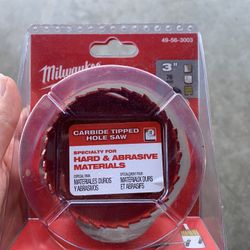 49-56-3003
Milwaukee
3"
CARBIDE TIPPED
HOLE SAW
SPECIALTY FOR
HARD & ABRASIVE
MATERIALS
ESPECIAL PARA
MATERIALES DUROS
Y ABRASIVOS
SPÉCIALEMENT POUR
MATÉRIAUX DURS
ET ABRASIFS